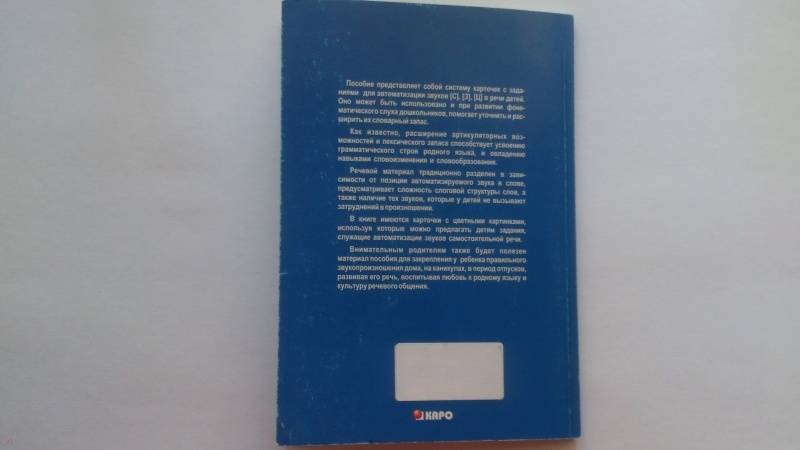 Пособие представляет собой систему карточек с зада-
ниями для автоматизации звуков [С], [З], [Ц] в речи детей.
Оно может быть использовано и при развитии фоне-
матического слуха дошкольников, помогает уточнить и рас-
ширить их словарный запас.
Как известно, расширение артикуляторных воз-
можностей и лексического запаса способствует усвоению
грамматического строя родного языка, и овладению
навыками словоизменения и словообразования.
Речевой материал традиционно разделен в зави-
симости от позиции автоматизируемого звука в слове,
предусматривает сложность слоговой структуры слов, а
также наличие тех звуков, которые у детей не вызывают
затруднений в произношении.
В книге имеются карточки с цветными картинками,
используя которые можно предлагать детям задания,
служащие автоматизации звуков самостоятельной речи.
Внимательным родителям также будет полезен
материал пособия для закрепления у ребенка правильного
звукопроизношения дома, на каникулах, в период отпусков,
развивая его речь, воспитывая любовь к родному языку и
культуру речевого общения.
КАРО